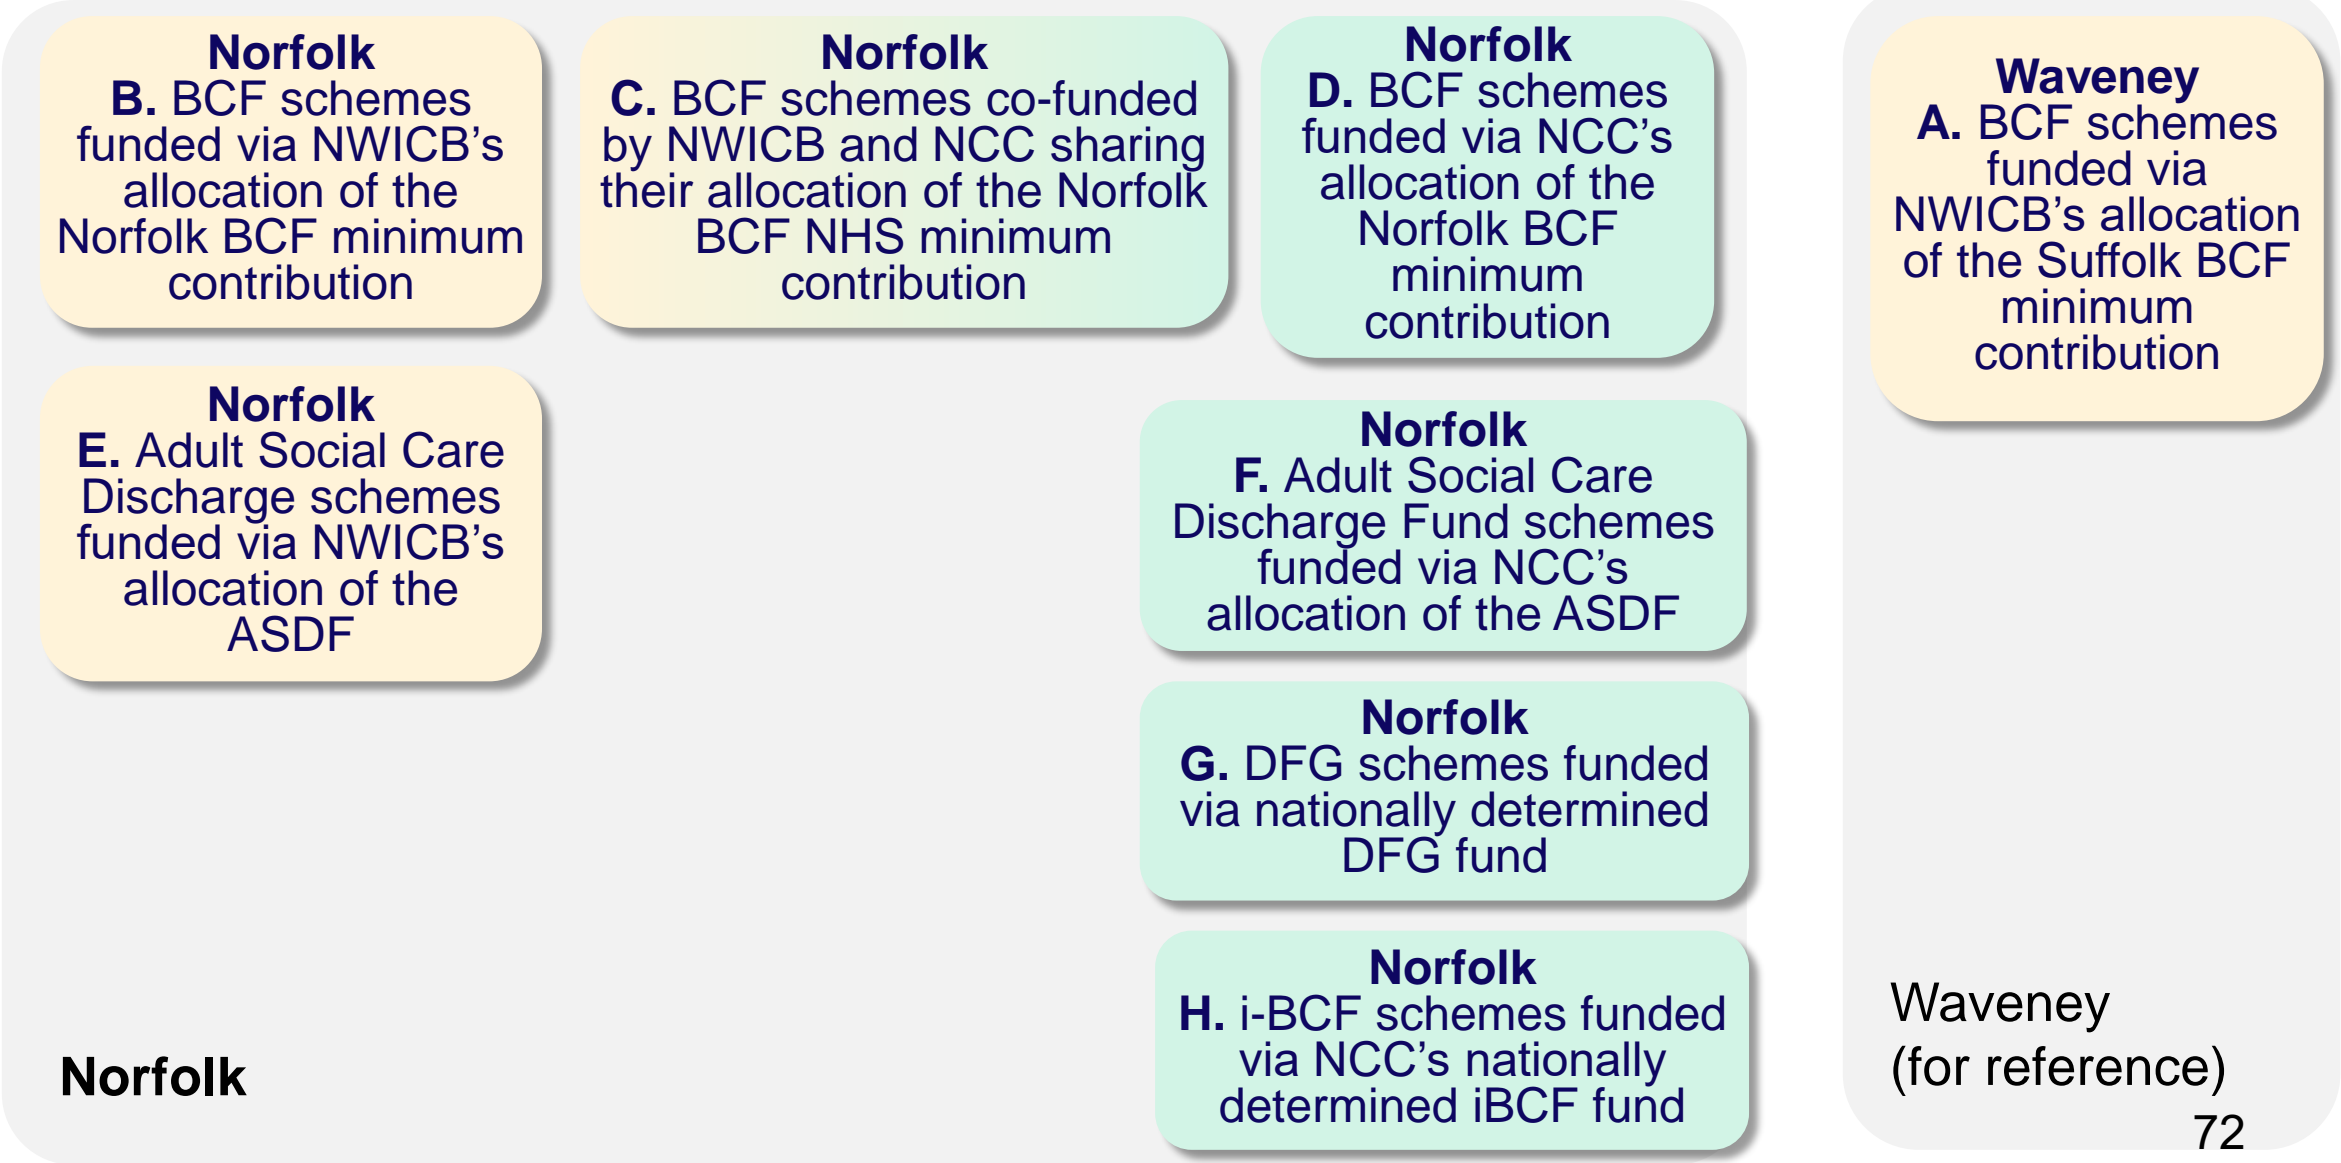 Norfolk
B. BCF schemes
funded via NWICB’s
allocation of the
Norfolk BCF minimum
contribution
Norfolk
C. BCF schemes co-funded
by NWICB and NCC sharing
their allocation of the Norfolk
BCF NHS minimum
contribution
Norfolk
D. BCF schemes
funded via NCC’s
allocation of the
Norfolk BCF
minimum
contribution
Waveney
A. BCF schemes
funded via
NWICB’s allocation
of the Suffolk BCF
minimum
contribution
Norfolk
E. Adult Social Care
Discharge schemes
funded via NWICB’s
allocation of the
ASDF
Norfolk
F. Adult Social Care
Discharge Fund schemes
funded via NCC’s
allocation of the ASDF
Norfolk
G. DFG schemes funded
via nationally determined
DFG fund
Norfolk
H. i-BCF schemes funded
via NCC’s nationally
determined iBCF fund
Norfolk
Waveney
(for reference)
72